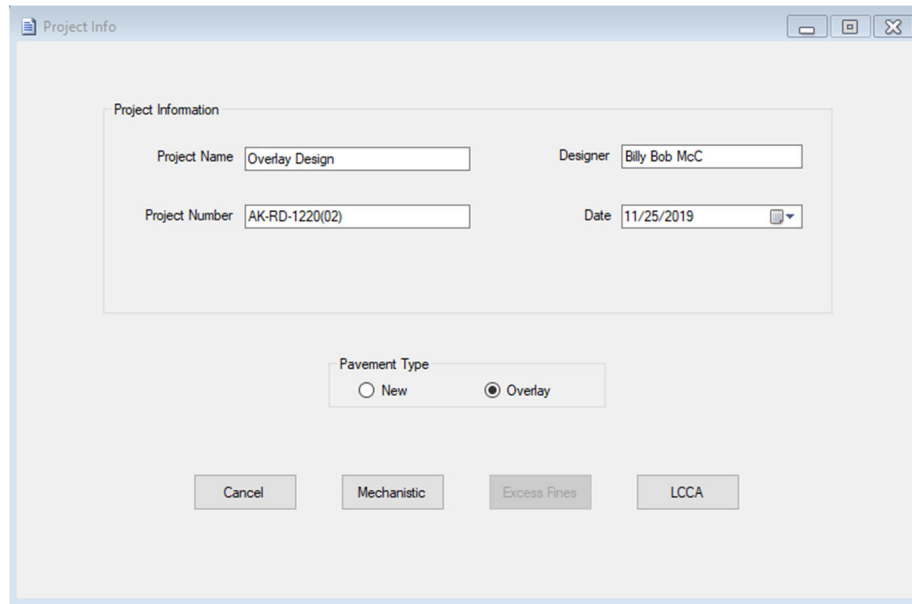 Project Info
Project Information
Project Name Overlay Design Designer Billy Bob McC
Project Number AK-RD-1220(02) Date 11/25/2019
Pavement Type
New Overlay
Cancel Mechanistic Excess Fines LCCA